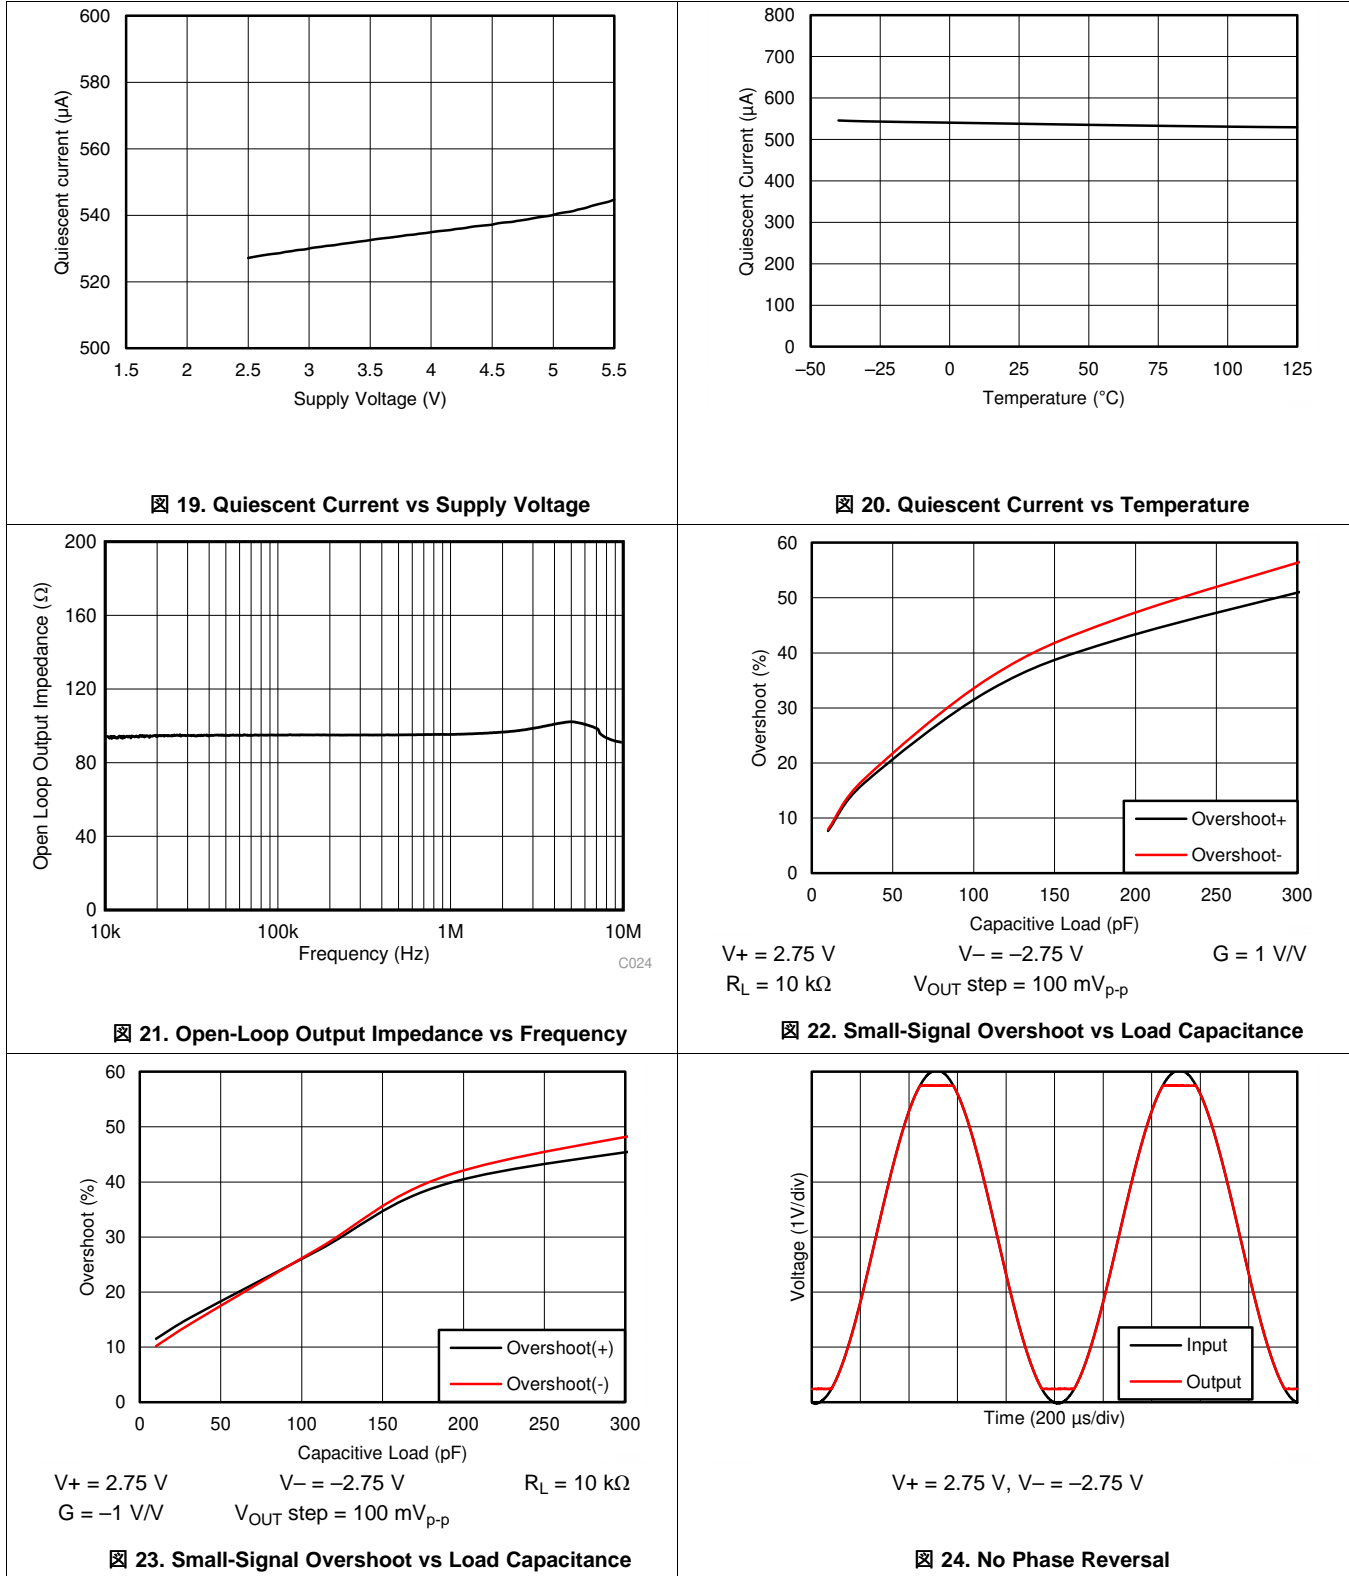 600
580
560
540
520
500
1.5 2 2.5 3 3.5 4 4.5 5 5.5
Quiescent current (µA)
Supply Voltage (V)
図 19. Quiescent Current vs Supply Voltage
800
700
600
500
400
300
200
100
0
–50 –25 0 25 50 75 100 125
Quiescent Current (µA)
Temperature (°C)
図 20. Quiescent Current vs Temperature
200
160
120
80
40
0
10k 100k 1M 10M
Open Loop Output Impedance (Ω)
Frequency (Hz)
C024
図 21. Open-Loop Output Impedance vs Frequency
60
50
40
30
20
10
0
0 50 100 150 200 250 300
Overshoot (%)
Overshoot+
Overshoot-
Capacitive Load (pF)
V+ = 2.75 V V– = –2.75 V G = 1 V/V
RL = 10 kΩ VOUT step = 100 mVp-p
図 22. Small-Signal Overshoot vs Load Capacitance
60
50
40
30
20
10
0
0 50 100 150 200 250 300
Overshoot (%)
Overshoot(+)
Overshoot(-)
Capacitive Load (pF)
V+ = 2.75 V V– = –2.75 V RL = 10 kΩ
G = –1 V/V VOUT step = 100 mVp-p
図 23. Small-Signal Overshoot vs Load Capacitance
Voltage (1V/div)
Input
Output
Time (200 µs/div)
V+ = 2.75 V, V– = –2.75 V
図 24. No Phase Reversal